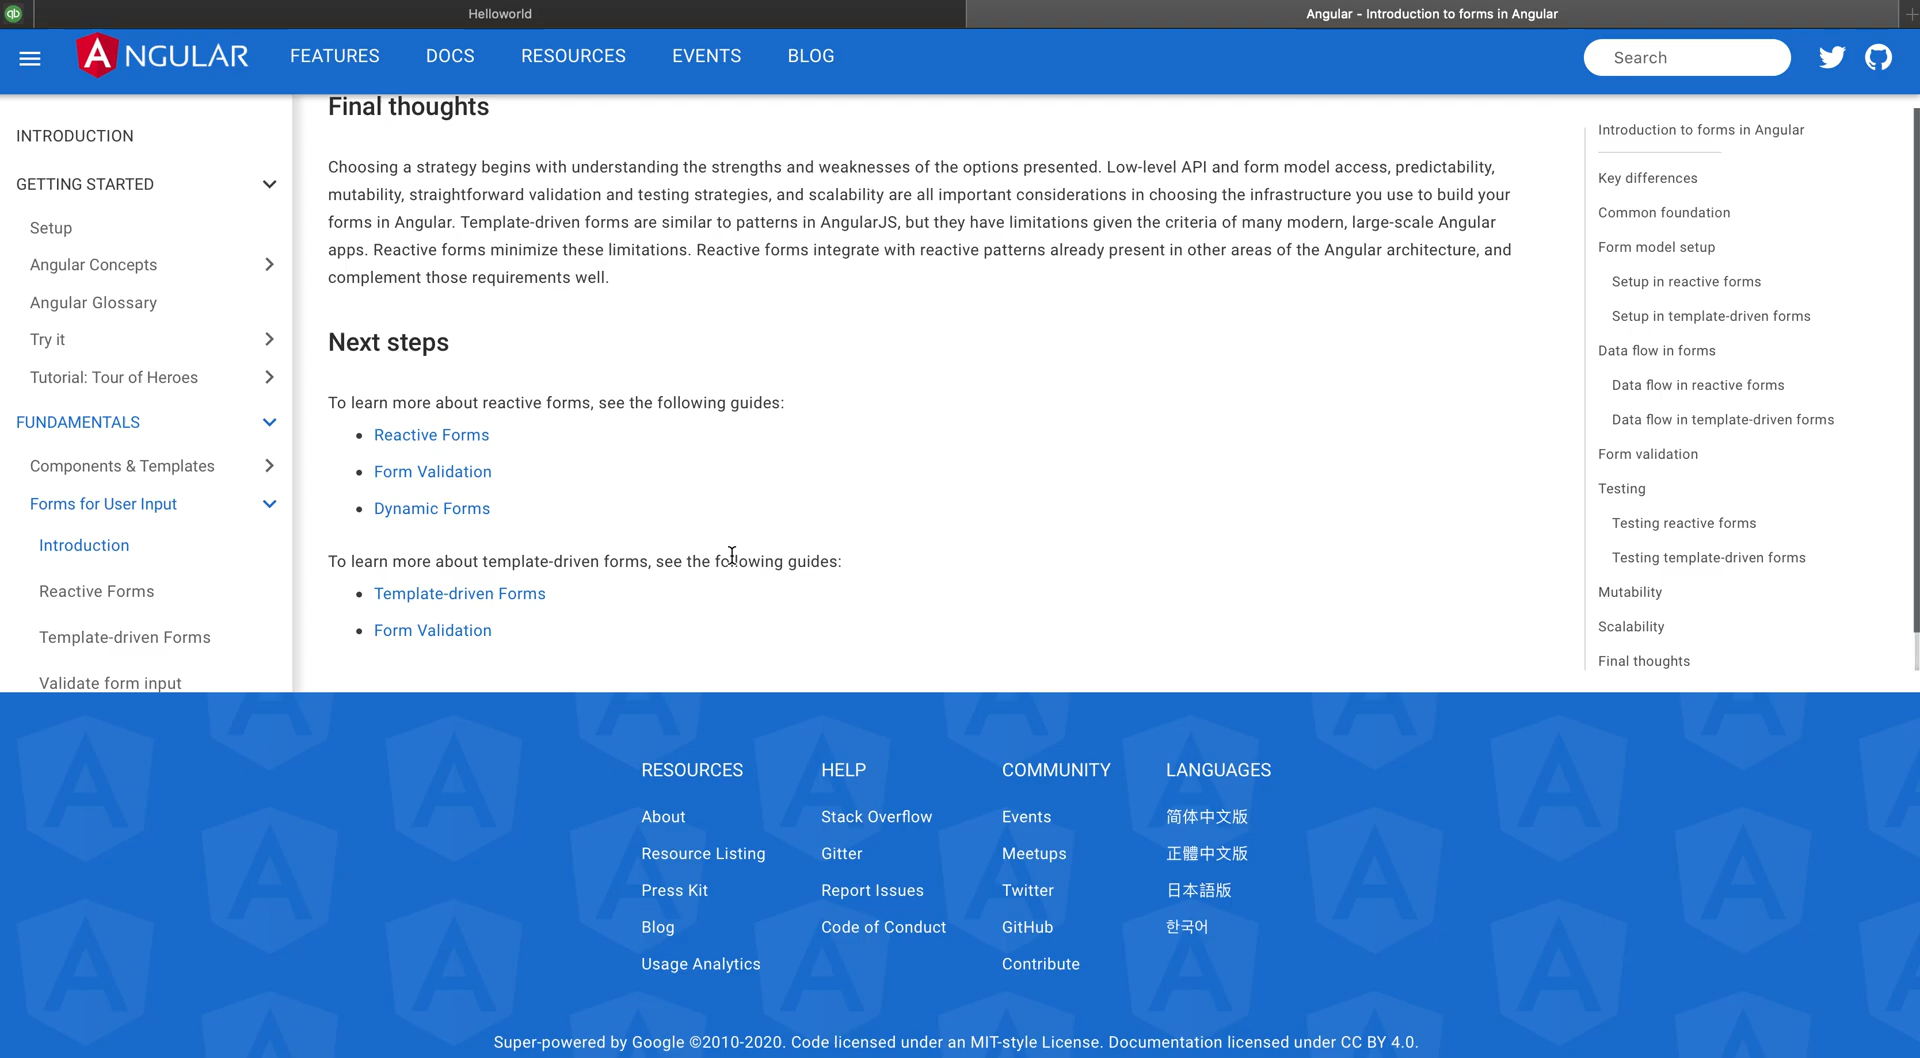 qb
Helloworld
Angular - Introduction to forms in Angular
ANGULAR
FEATURES
DOCS
RESOURCES
EVENTS
BLOG
Search
INTRODUCTION
GETTING STARTED
Setup
Angular Concepts
Angular Glossary
Try it
Tutorial: Tour of Heroes
FUNDAMENTALS
Components & Templates
Forms for User Input
Introduction
Reactive Forms
Template-driven Forms
Validate form input
Final thoughts
Choosing a strategy begins with understanding the strengths and weaknesses of the options presented. Low-level API and form model access, predictability,
mutability, straightforward validation and testing strategies, and scalability are all important considerations in choosing the infrastructure you use to build your
forms in Angular. Template-driven forms are similar to patterns in AngularJS, but they have limitations given the criteria of many modern, large-scale Angular
apps. Reactive forms minimize these limitations. Reactive forms integrate with reactive patterns already present in other areas of the Angular architecture, and
complement those requirements well.
Next steps
To learn more about reactive forms, see the following guides:
• Reactive Forms
• Form Validation
• Dynamic Forms
To learn more about template-driven forms, see the following guides:
• Template-driven Forms
• Form Validation
Introduction to forms in Angular
Key differences
Common foundation
Form model setup
Setup in reactive forms
Setup in template-driven forms
Data flow in forms
Data flow in reactive forms
Data flow in template-driven forms
Form validation
Testing
Testing reactive forms
Testing template-driven forms
Mutability
Scalability
Final thoughts
RESOURCES
About
Resource Listing
Press Kit
Blog
Usage Analytics
HELP
Stack Overflow
Gitter
Report Issues
Code of Conduct
COMMUNITY
Events
Meetups
Twitter
GitHub
Contribute
LANGUAGES
简体中文版
正體中文版
日本語版
한국어
Super-powered by Google ©2010-2020. Code licensed under an MIT-style License. Documentation licensed under CC BY 4.0.